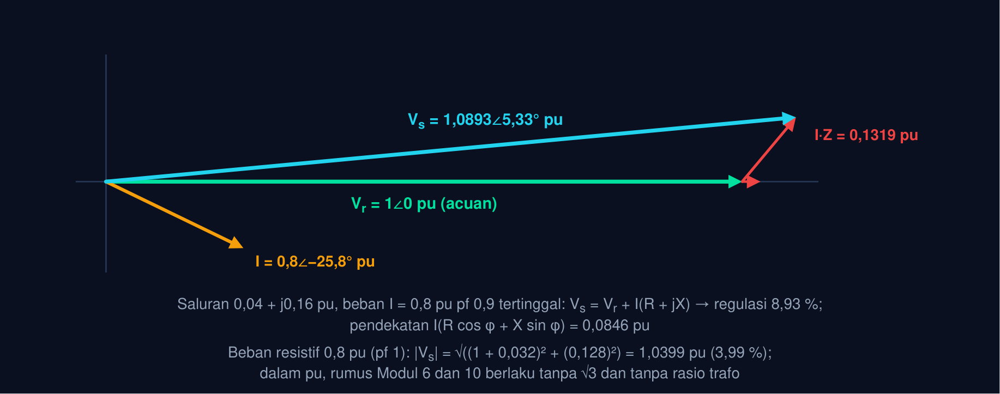 Vs = 1,0893∠5,33° pu
I·Z = 0,1319 pu
Vr = 1∠0 pu (acuan)
I = 0,8∠−25,8° pu
Saluran 0,04 + j0,16 pu, beban I = 0,8 pu pf 0,9 tertinggal: Vs = Vr + I(R + jX) → regulasi 8,93 %;
pendekatan I(R cos φ + X sin φ) = 0,0846 pu
Beban resistif 0,8 pu (pf 1): |Vs| = √((1 + 0,032)² + (0,128)²) = 1,0399 pu (3,99 %);
dalam pu, rumus Modul 6 dan 10 berlaku tanpa √3 dan tanpa rasio trafo